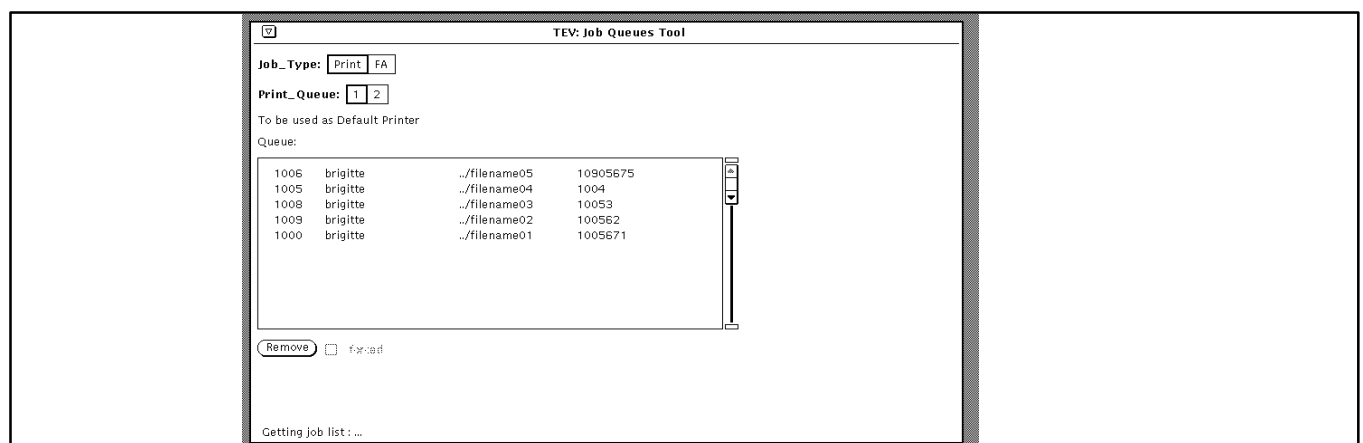 TEV: Job Queues Tool
Job_Type: Print FA
Print_Queue: 1 2
To be used as Default Printer
Queue:
1006 brigitte ../filename05 10905675
1005 brigitte ../filename04 1004
1008 brigitte ../filename03 10053
1009 brigitte ../filename02 100562
1000 brigitte ../filename01 1005671
Remove forced
Getting job list : ...